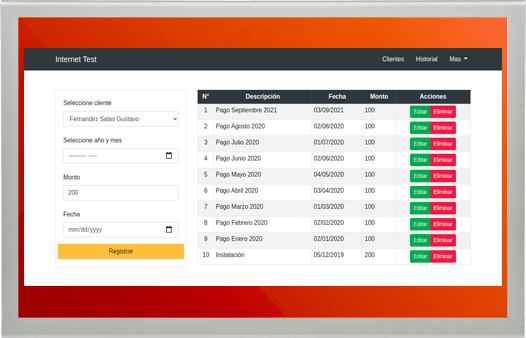 Internet Test Clientes Historial Mas
Seleccione cliente
Fernandez Salas Gustavo
Seleccione año y mes
--------- ----
Monto
200
Fecha
mm/dd/yyyy
Registrar
N° Descripción Fecha Monto Acciones
1 Pago Septiembre 2021 03/09/2021 100 Editar Eliminar
2 Pago Agosto 2020 02/08/2020 100 Editar Eliminar
3 Pago Julio 2020 01/07/2020 100 Editar Eliminar
4 Pago Junio 2020 02/06/2020 100 Editar Eliminar
5 Pago Mayo 2020 04/05/2020 100 Editar Eliminar
6 Pago Abril 2020 03/04/2020 100 Editar Eliminar
7 Pago Marzo 2020 01/03/2020 100 Editar Eliminar
8 Pago Febrero 2020 02/02/2020 100 Editar Eliminar
9 Pago Enero 2020 02/01/2020 100 Editar Eliminar
10 Instalación 05/12/2019 200 Editar Eliminar